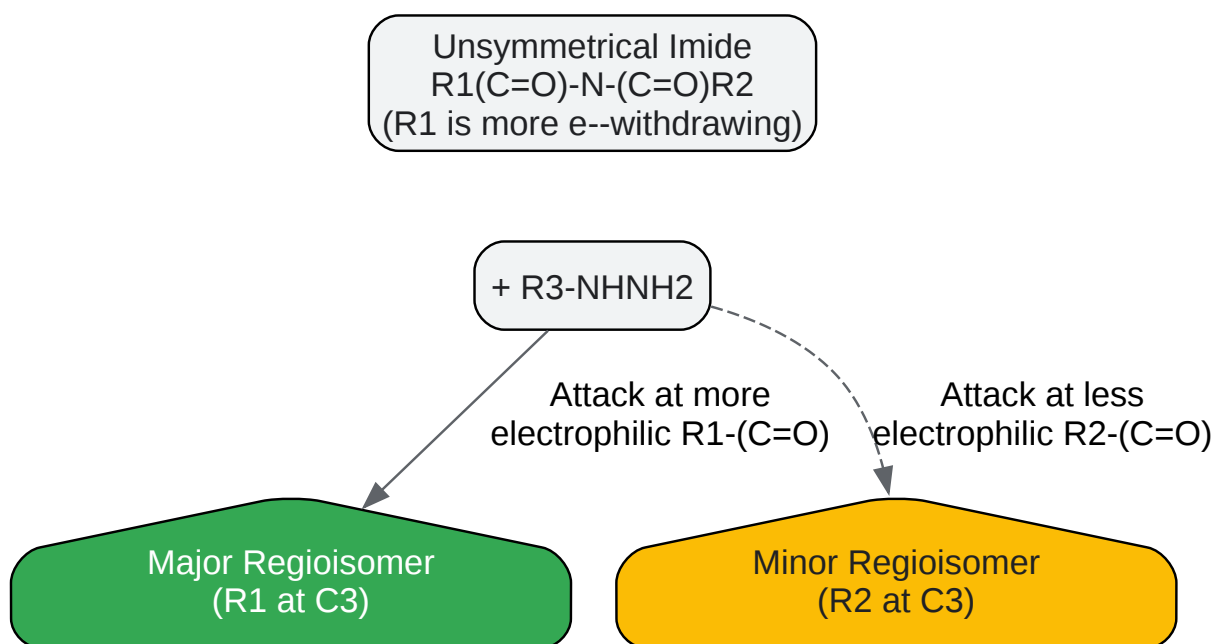 Unsymmetrical Imide
R1(C=O)-N-(C=O)R2
(R1 is more e--withdrawing)
+ R3-NHNH2
Attack at more
electrophilic R1-(C=O)
Attack at less
electrophilic R2-(C=O)
Major Regioisomer
(R1 at C3)
Minor Regioisomer
(R2 at C3)